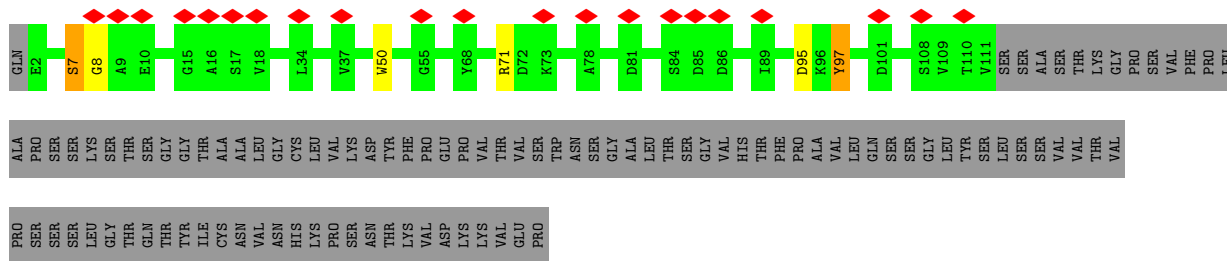 GLN E2 S7 G8 A9 E10 G15 A16 S17 V18 L34 V37 W50 G55 Y68 R71 D72 K73 A78 D81 S84 D85 D86 I89 D95 K96 Y97 D101 S108 V109 T110 V111 SER SER ALA SER THR LYS GLY PRO SER VAL PHE PRO LEU
ALA PRO SER SER LYS SER THR SER GLY GLY THR ALA ALA LEU GLY CYS LEU VAL LYS ASP TYR PHE PRO GLU PRO VAL THR VAL SER TRP ASN SER GLY ALA LEU THR SER GLY VAL HIS THR PHE PRO ALA VAL LEU GLN SER SER GLY LEU TYR SER LEU SER SER VAL VAL THR VAL
PRO SER SER SER LEU GLY THR GLN THR TYR ILE CYS ASN VAL ASN HIS LYS PRO SER ASN THR LYS VAL ASP LYS LYS VAL GLU PRO